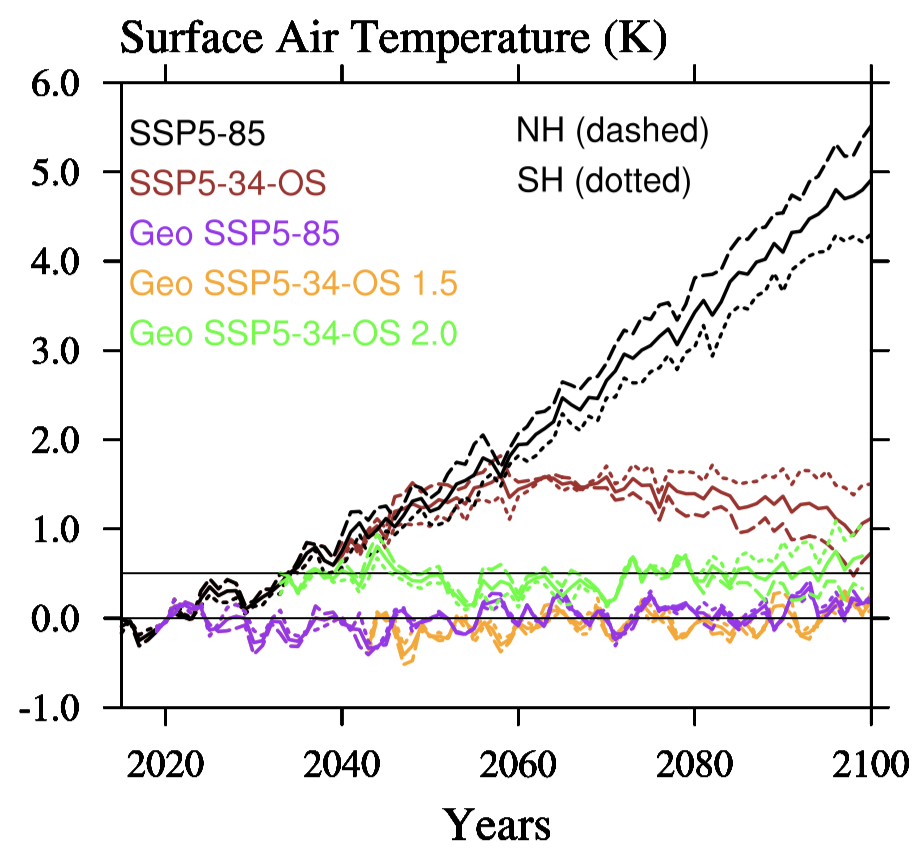 Surface Air Temperature (K)
6.0
SSP5-85
NH (dashed)
5.0
SSP5-34-OS
SH (dotted)
Geo SSP5-85
4.0
Geo SSP5-34-OS 1.5
Geo SSP5-34-OS 2.0
3.0
2.0
1.0
0.0
-1.0
2020 2040 2060 2080 2100
Years